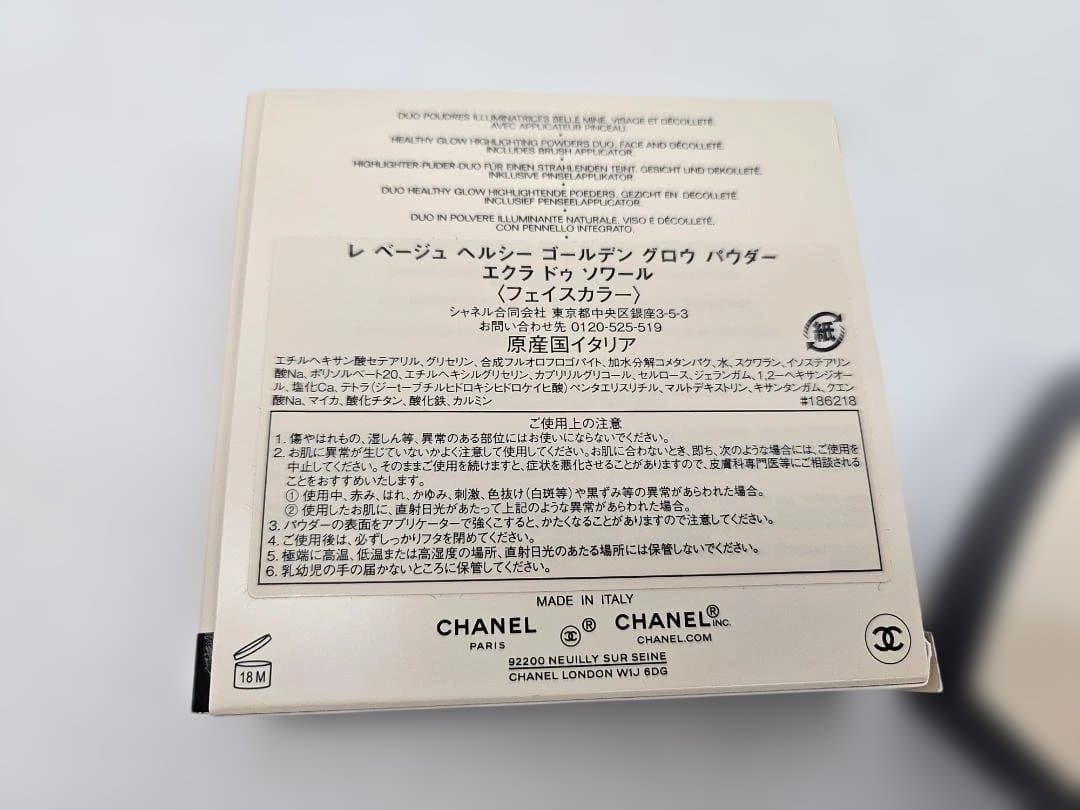 DUO POUDRES ILLUMINATRICES BELLE MINE, VISAGE ET DÉCOLLETÉ.
AVEC APPLICATEUR PINCEAU.
HEALTHY GLOW HIGHLIGHTING POWDERS DUO, FACE AND DÉCOLLETÉ.
INCLUDES BRUSH APPLICATOR.
HIGHLIGHTER-PUDER-DUO FÜR EINEN STRAHLENDEN TEINT. GESICHT UND DEKOLLETÉ.
INKLUSIVE PINSELAPPLIKATOR.
DUO HEALTHY GLOW HIGHLIGHTENDE POEDERS, GEZICHT EN DECOLLETÉ.
INCLUSIEF PENSEELAPPLICATOR.
DUO IN POLVERE ILLUMINANTE NATURALE, VISO E DÉCOLLETÉ.
CON PENNELLO INTEGRATO.
レ ベージュ ヘルシー ゴールデン グロウ パウダー
エクラ ドゥ ソワール
〈フェイスカラー〉
シャネル合同会社 東京都中央区銀座3-5-3
お問い合わせ先 0120-525-519
原産国イタリア
紙
エチルヘキサン酸セテアリル、グリセリン、合成フルオロフロゴパイト、加水分解コメタンパク、水、スクワラン、イソステアリン
酸Na、ポリソルベート20、エチルヘキシルグリセリン、カプリリルグリコール、セルロース、ジェランガム、1,2-ヘキサンジオー
ル、塩化Ca、テトラ(ジーtーブチルヒドロキシヒドロケイヒ酸)ペンタエリスリチル、マルトデキストリン、キサンタンガム、クエン
酸Na、マイカ、酸化チタン、酸化鉄、カルミン #186218
ご使用上の注意
1. 傷やはれもの、湿しん等、異常のある部位にはお使いにならないでください。
2. お肌に異常が生じていないかよく注意して使用してください。お肌に合わないとき、即ち、次のような場合には、ご使用を
中止してください。そのままご使用を続けますと、症状を悪化させることがありますので、皮膚科専門医等にご相談される
ことをおすすめいたします。
① 使用中、赤み、はれ、かゆみ、刺激、色抜け(白斑等)や黒ずみ等の異常があらわれた場合。
② 使用したお肌に、直射日光があたって上記のような異常があらわれた場合。
3. パウダーの表面をアプリケーターで強くこすると、かたくなることがありますので注意してください。
4. ご使用後は、必ずしっかりフタを閉めてください。
5. 極端に高温、低温または高湿度の場所、直射日光のあたる場所には保管しないでください。
6. 乳幼児の手の届かないところに保管してください。
MADE IN ITALY
CHANEL ® CHANEL® INC.
PARIS CHANEL.COM
92200 NEUILLY SUR SEINE
CHANEL LONDON W1J 6DG
18 M